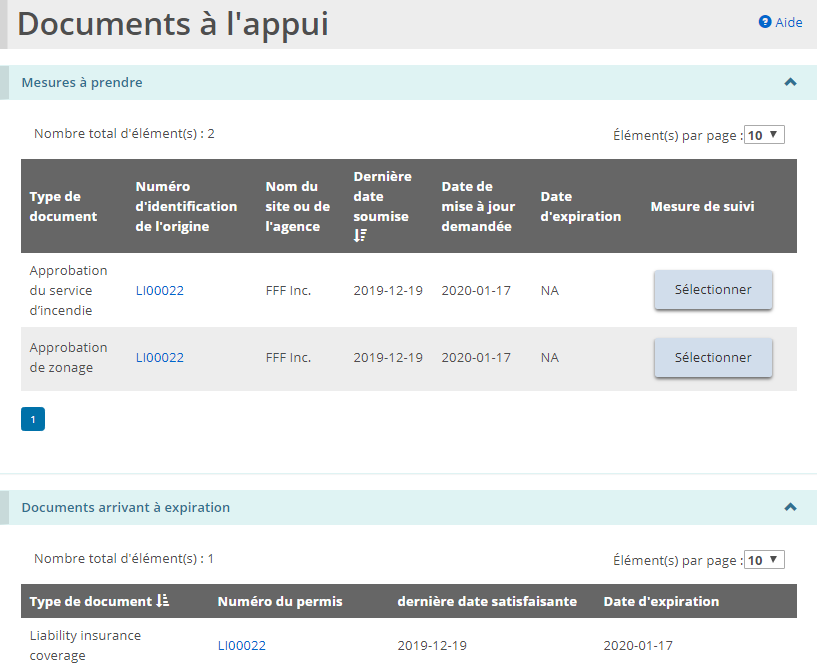 Documents à l'appui
Aide
Mesures à prendre
Nombre total d'élément(s) : 2
Élément(s) par page : 10
Type de document
Numéro d'identification de l'origine
Nom du site ou de l'agence
Dernière date soumise
Date de mise à jour demandée
Date d'expiration
Mesure de suivi
Approbation du service d’incendie
LI00022
FFF Inc.
2019-12-19
2020-01-17
NA
Sélectionner
Approbation de zonage
LI00022
FFF Inc.
2019-12-19
2020-01-17
NA
Sélectionner
1
Documents arrivant à expiration
Nombre total d'élément(s) : 1
Élément(s) par page : 10
Type de document
Numéro du permis
dernière date satisfaisante
Date d'expiration
Liability insurance coverage
LI00022
2019-12-19
2020-01-17